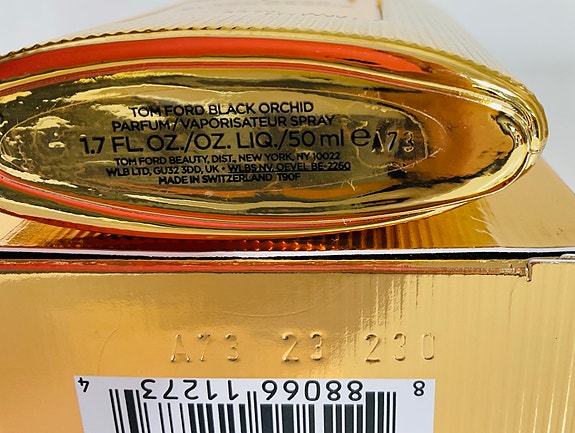 TOM FORD BLACK ORCHID
PARFUM/VAPORISATEUR SPRAY
1.7 FL.OZ./OZ. LIQ./50 ml ℮ A73
TOM FORD BEAUTY, DIST., NEW YORK, NY 10022
WLB LTD, GU32 3DD, UK • WLBS NV. OEVEL BE-2260
MADE IN SWITZERLAND T90F
A73 23 230
8 88066 11273 4